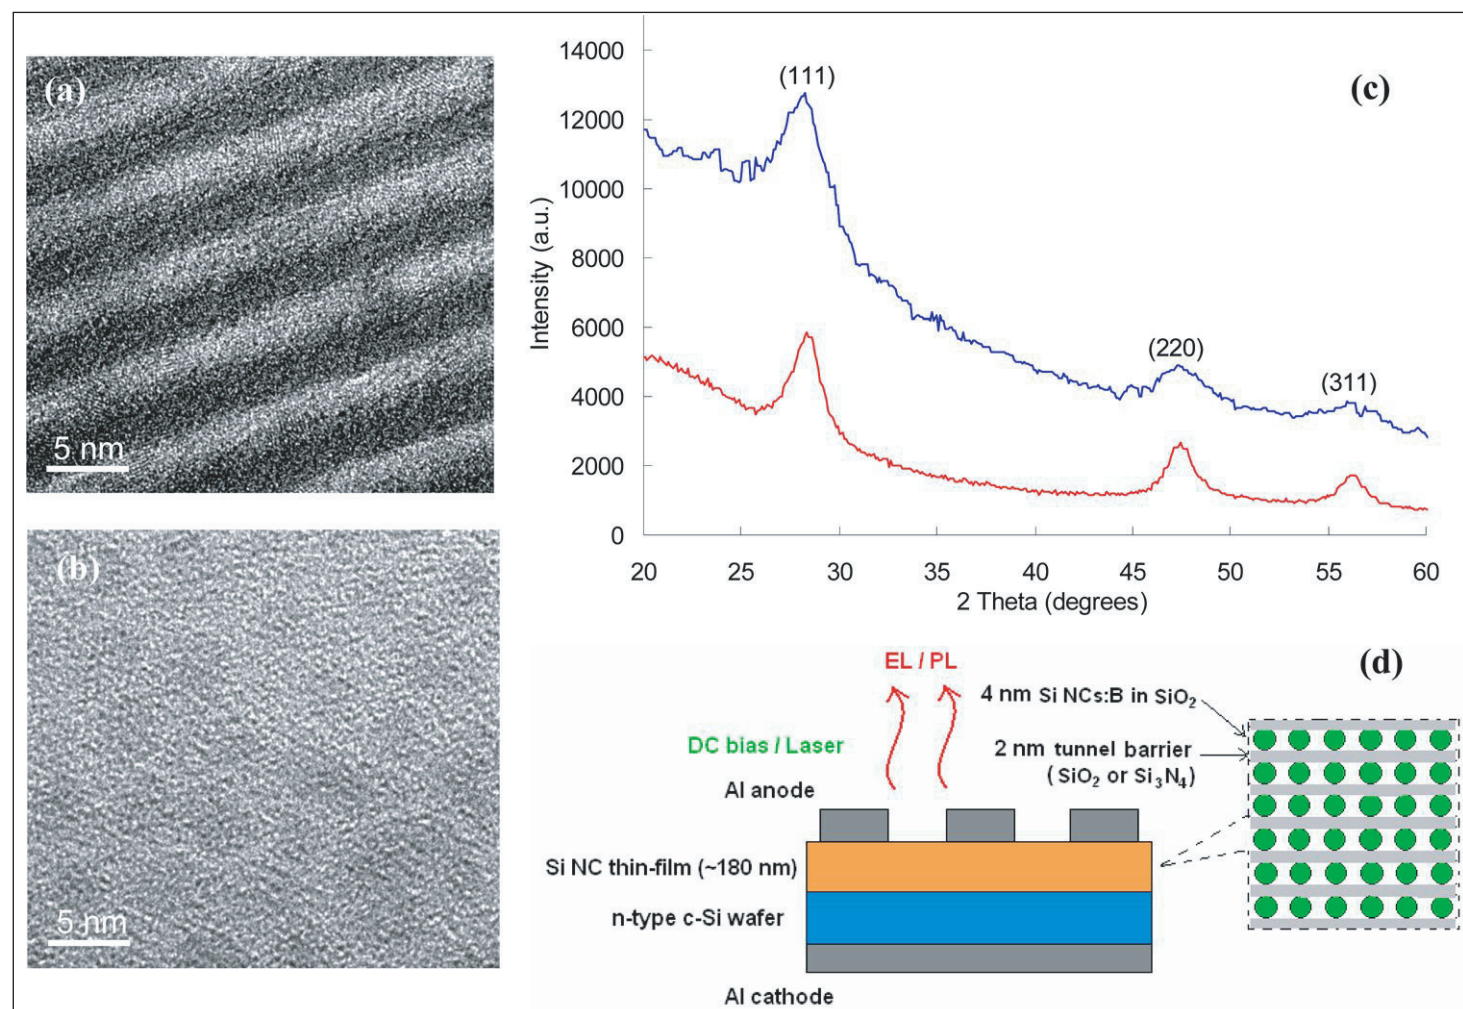 (a)
5 nm
(b)
5 nm
(c)
14000
12000
10000
8000
6000
4000
2000
0
Intensity (a.u.)
(111)
(220)
(311)
20 25 30 35 40 45 50 55 60
2 Theta (degrees)
(d)
EL / PL
DC bias / Laser
Al anode
Si NC thin-film (~180 nm)
n-type c-Si wafer
Al cathode
4 nm Si NCs:B in SiO₂
2 nm tunnel barrier
(SiO₂ or Si₃N₄)